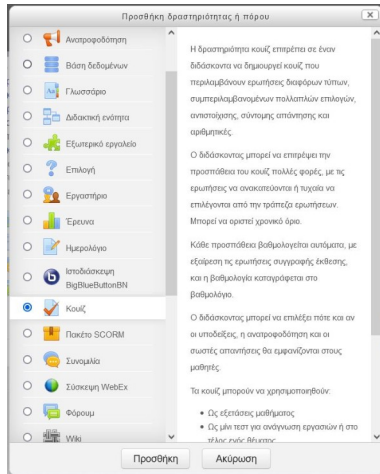 Προσθήκη δραστηριότητας ή πόρου
Ανατροφοδότηση
Βάση δεδομένων
Γλωσσάριο
Διδακτική ενότητα
Εξωτερικό εργαλείο
Επιλογή
Εργαστήριο
Έρευνα
Ημερολόγιο
Ιστοδιάσκεψη
BigBlueButtonBN
Κουίζ
Πακέτο SCORM
Συνομιλία
Σύσκεψη WebEx
Φόρουμ
Wiki
Η δραστηριότητα κουίζ επιτρέπει σε έναν
διδάσκοντα να δημιουργεί κουίζ που
περιλαμβάνουν ερωτήσεις διαφόρων τύπων,
συμπεριλαμβανομένων πολλαπλών επιλογών,
αντιστοίχισης, σύντομης απάντησης και
αριθμητικές.
Ο διδάσκοντας μπορεί να επιτρέψει την
προσπάθεια του κουίζ πολλές φορές, με τις
ερωτήσεις να ανακατεύονται ή τυχαία να
επιλέγονται από την τράπεζα ερωτήσεων.
Μπορεί να οριστεί χρονικό όριο.
Κάθε προσπάθεια βαθμολογείται αυτόματα, με
εξαίρεση τις ερωτήσεις συγγραφής έκθεσης,
και η βαθμολογία καταγράφεται στο
βαθμολόγιο.
Ο διδάσκοντας μπορεί να επιλέξει πότε και αν
οι υποδείξεις, η ανατροφοδότηση και οι
σωστές απαντήσεις θα εμφανίζονται στους
μαθητές.
Τα κουίζ μπορούν να χρησιμοποιηθούν:
Ως εξετάσεις μαθήματος
Ως μίνι τεστ για ανάγνωση εργασιών ή στο
τέλος ενός θέματος
Προσθήκη
Ακύρωση